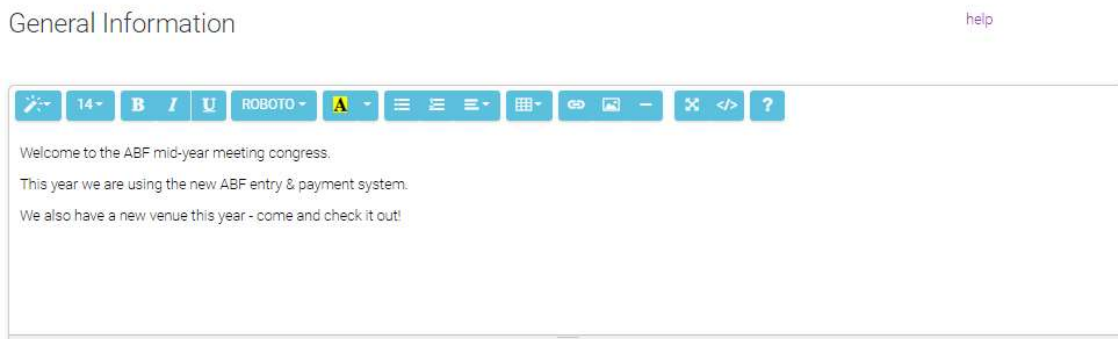 General Information
help
14 B I U ROBOTO A </> ?
Welcome to the ABF mid-year meeting congress.
This year we are using the new ABF entry & payment system.
We also have a new venue this year - come and check it out!